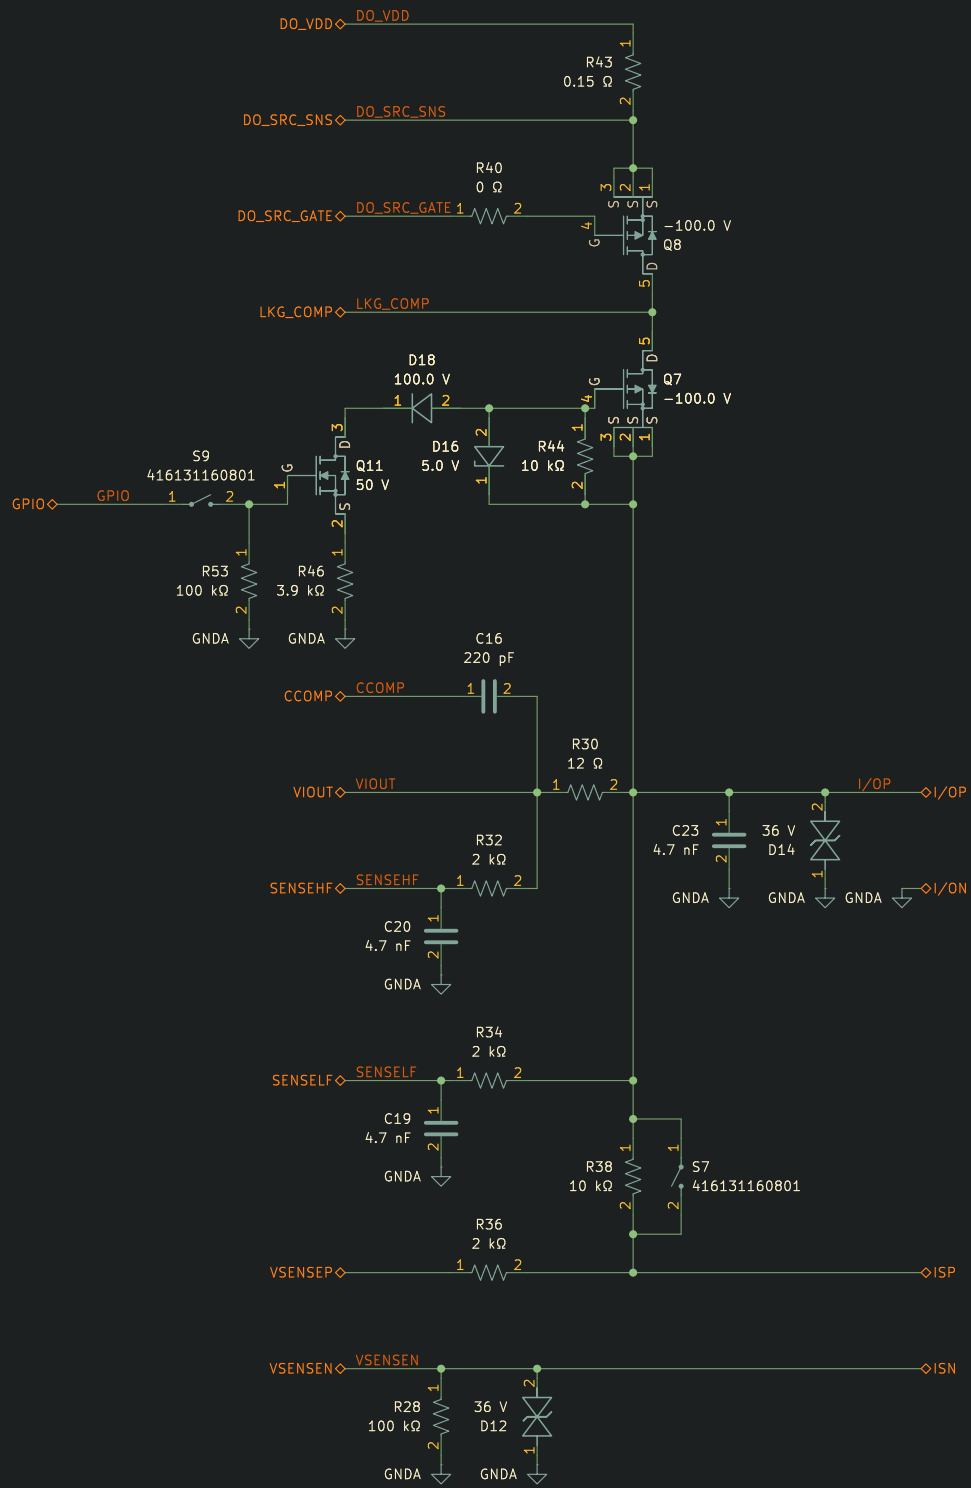 DO_VDD DO_VDD
1
R43
0.15 Ω
2
DO_SRC_SNS DO_SRC_SNS
R40
0 Ω
3 2 1
S S S
DO_SRC_GATE DO_SRC_GATE 1 2
4
G
-100.0 V
Q8
D
5
LKG_COMP LKG_COMP
5
D
D18
100.0 V
1 2
G
4
Q7
-100.0 V
S S S
3 2 1
3
D
2
D16
5.0 V
1
1
R44
10 kΩ
2
S9
416131160801
G
1
Q11
50 V
GPIO GPIO 1 2
S
2
1
R53
100 kΩ
2
GNDA
1
R46
3.9 kΩ
2
GNDA
C16
220 pF
CCOMP CCOMP 1 2
R30
12 Ω
VIOUT VIOUT 1 2
I/OP I/OP
1
C23
4.7 nF
2
GNDA
2
36 V
D14
1
GNDA
GNDA I/ON
R32
2 kΩ
SENSEHF SENSEHF 1 2
1
C20
4.7 nF
2
GNDA
R34
2 kΩ
SENSELF SENSELF 1 2
1
C19
4.7 nF
2
GNDA
1
R38
10 kΩ
2
1
S7
416131160801
2
R36
2 kΩ
VSENSEP 1 2 ISP
VSENSEN VSENSEN ISN
1
R28
100 kΩ
2
GNDA
2
36 V
D12
1
GNDA